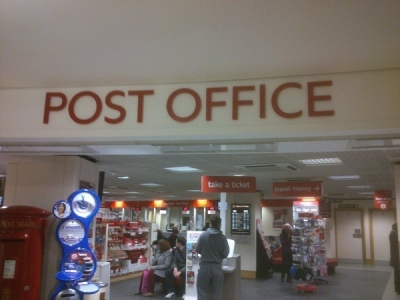 POST OFFICE
take a ticket
travel money